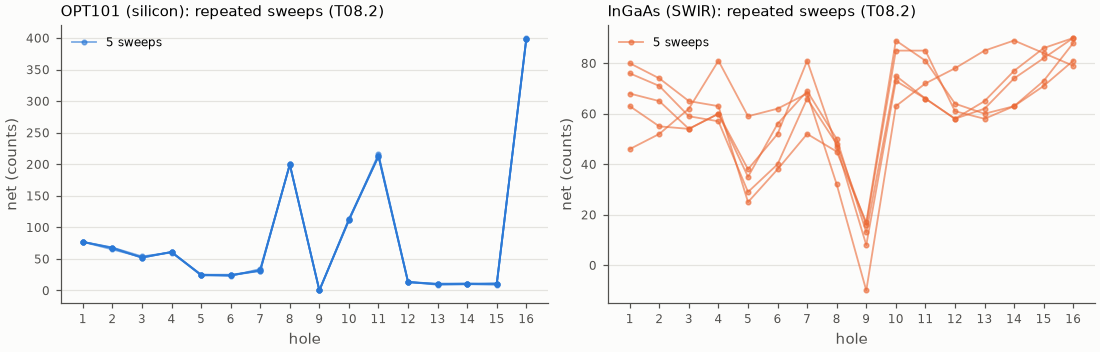 OPT101 (silicon): repeated sweeps (T08.2)
5 sweeps
net (counts)
400
350
300
250
200
150
100
50
0
1 2 3 4 5 6 7 8 9 10 11 12 13 14 15 16
hole
InGaAs (SWIR): repeated sweeps (T08.2)
5 sweeps
net (counts)
80
60
40
20
0
1 2 3 4 5 6 7 8 9 10 11 12 13 14 15 16
hole